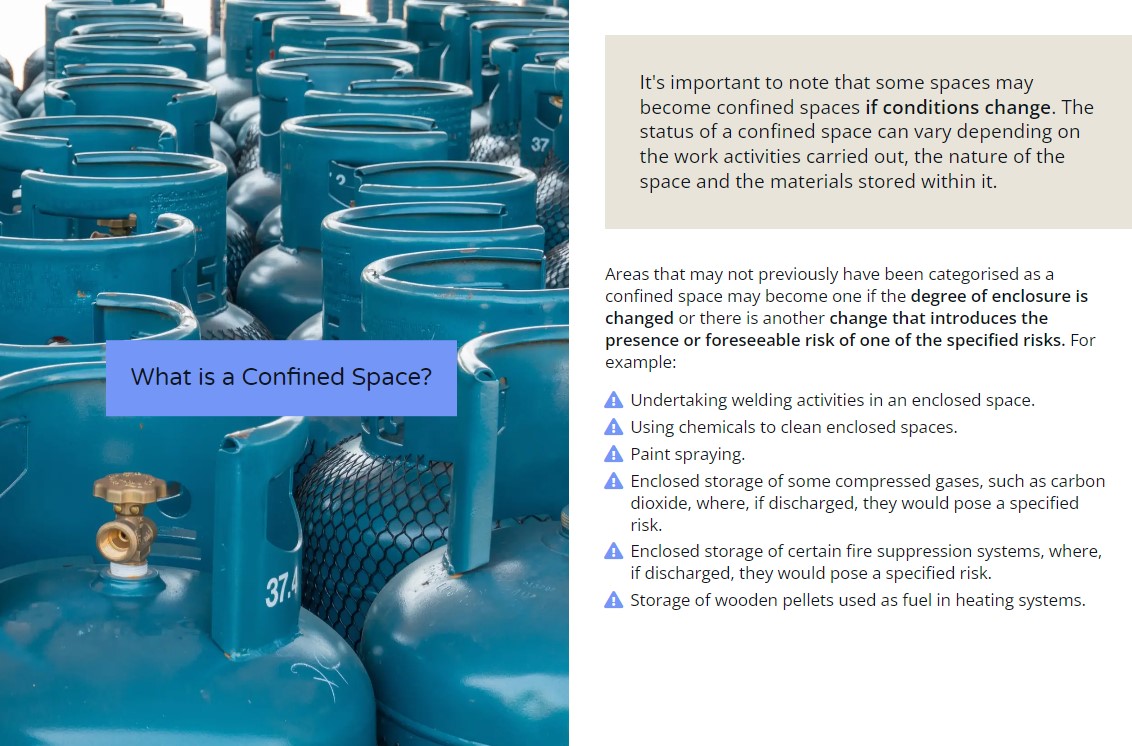 What is a Confined Space?
37
37.4
It's important to note that some spaces may
become confined spaces if conditions change. The
status of a confined space can vary depending on
the work activities carried out, the nature of the
space and the materials stored within it.
Areas that may not previously have been categorised as a
confined space may become one if the degree of enclosure is
changed or there is another change that introduces the
presence or foreseeable risk of one of the specified risks. For
example:
Undertaking welding activities in an enclosed space.
Using chemicals to clean enclosed spaces.
Paint spraying.
Enclosed storage of some compressed gases, such as carbon
dioxide, where, if discharged, they would pose a specified
risk.
Enclosed storage of certain fire suppression systems, where,
if discharged, they would pose a specified risk.
Storage of wooden pellets used as fuel in heating systems.